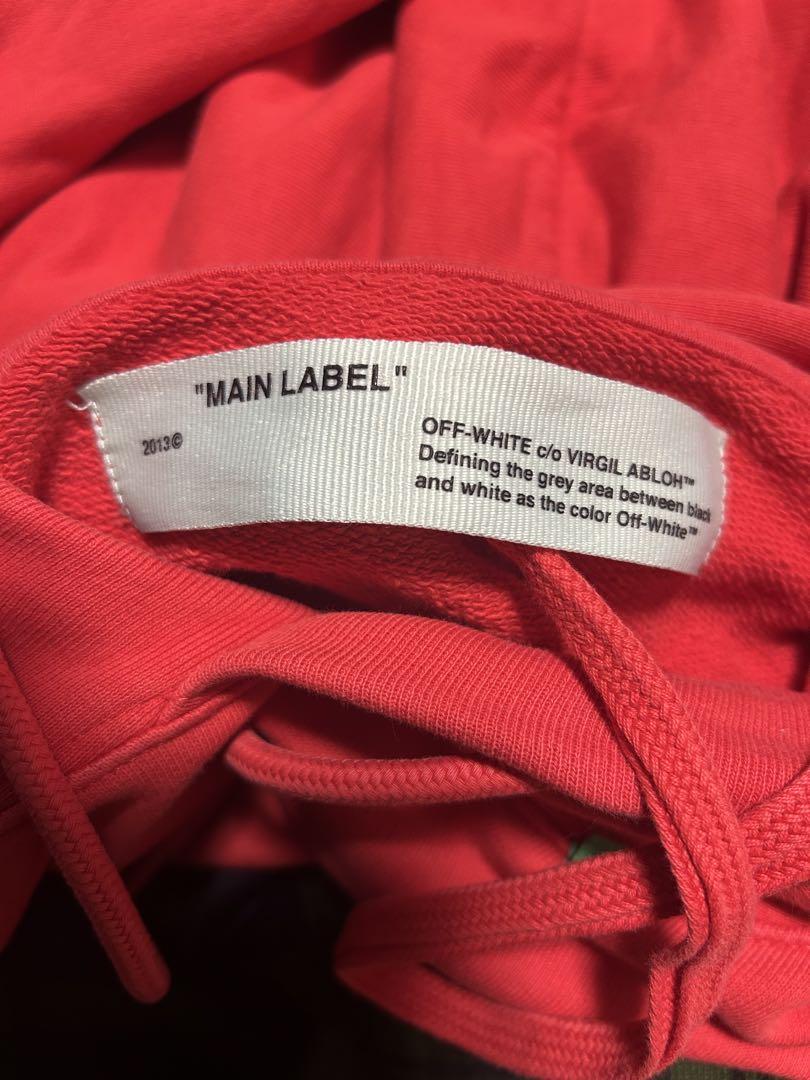 "MAIN LABEL"
2013©
OFF-WHITE c/o VIRGIL ABLOH™
Defining the grey area between black
and white as the color Off-White™